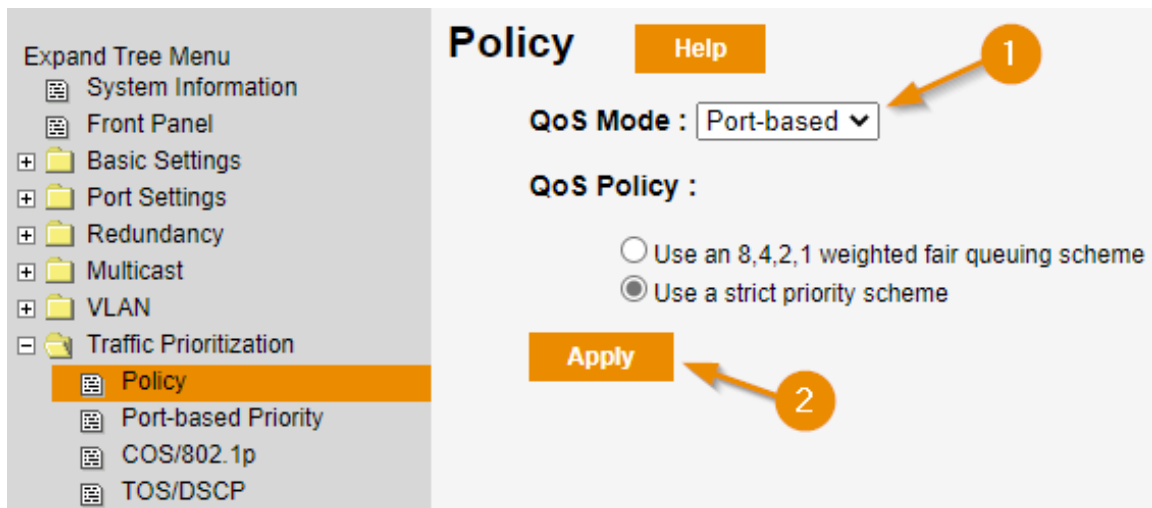 Expand Tree Menu
System Information
Front Panel
Basic Settings
Port Settings
Redundancy
Multicast
VLAN
Traffic Prioritization
Policy
Port-based Priority
COS/802.1p
TOS/DSCP
Policy Help
1
QoS Mode : Port-based
QoS Policy :
Use an 8,4,2,1 weighted fair queuing scheme
Use a strict priority scheme
Apply
2